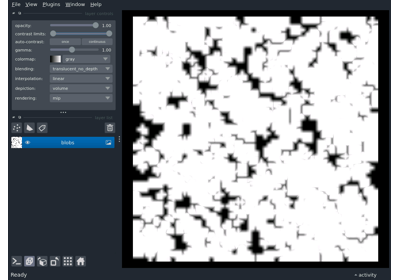 File View Plugins Window Help
opacity: 1.00
contrast limits:
auto-contrast: once continuous
gamma: 1.00
colormap: gray
blending: translucent_no_depth
interpolation: linear
depiction: volume
rendering: mip
blobs
Ready
activity